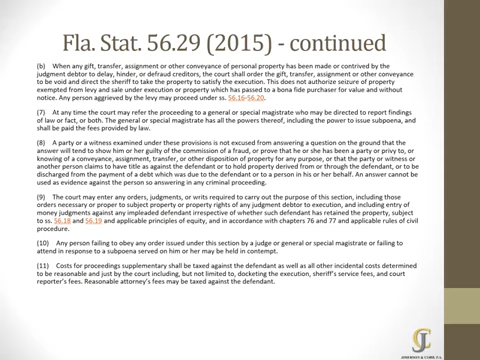 Fla. Stat. 56.29 (2015) - continued
(b) When any gift, transfer, assignment or other conveyance of personal property has been made or contrived by the
judgment debtor to delay, hinder, or defraud creditors, the court shall order the gift, transfer, assignment or other conveyance
to be void and direct the sheriff to take the property to satisfy the execution. This does not authorize seizure of property
exempted from levy and sale under execution or property which has passed to a bona fide purchaser for value and without
notice. Any person aggrieved by the levy may proceed under ss. 56.16-56.20.
(7) At any time the court may refer the proceeding to a general or special magistrate who may be directed to report findings
of law or fact, or both. The general or special magistrate has all the powers thereof, including the power to issue subpoena, and
shall be paid the fees provided by law.
(8) A party or a witness examined under these provisions is not excused from answering a question on the ground that the
answer will tend to show him or her guilty of the commission of a fraud, or prove that he or she has been a party or privy to, or
knowing of a conveyance, assignment, transfer, or other disposition of property for any purpose, or that the party or witness or
another person claims to have title as against the defendant or to hold property derived from or through the defendant, or to be
discharged from the payment of a debt which was due to the defendant or to a person in his or her behalf. An answer cannot be
used as evidence against the person so answering in any criminal proceeding.
(9) The court may enter any orders, judgments, or writs required to carry out the purpose of this section, including those
orders necessary or proper to subject property or property rights of any judgment debtor to execution, and including entry of
money judgments against any impleaded defendant irrespective of whether such defendant has retained the property, subject
to ss. 56.18 and 56.19 and applicable principles of equity, and in accordance with chapters 76 and 77 and applicable rules of civil
procedure.
(10) Any person failing to obey any order issued under this section by a judge or general or special magistrate or failing to
attend in response to a subpoena served on him or her may be held in contempt.
(11) Costs for proceedings supplementary shall be taxed against the defendant as well as all other incidental costs determined
to be reasonable and just by the court including, but not limited to, docketing the execution, sheriff's service fees, and court
reporter's fees. Reasonable attorney's fees may be taxed against the defendant.